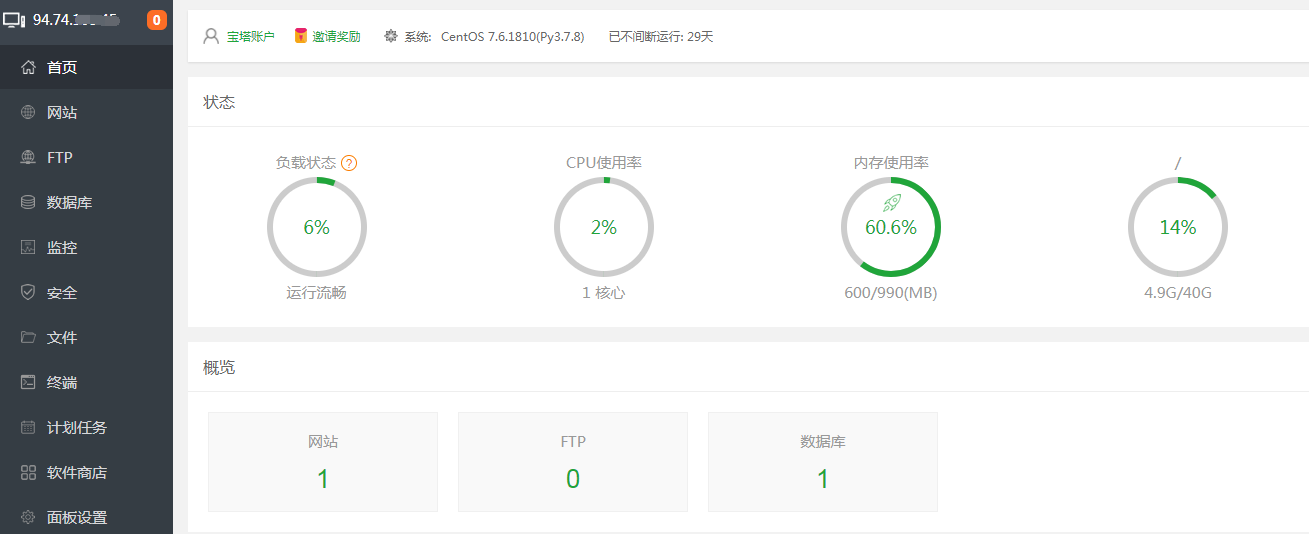 94.74.
0
首页
网站
FTP
数据库
监控
安全
文件
终端
计划任务
软件商店
面板设置
宝塔账户 邀请奖励 系统: CentOS 7.6.1810(Py3.7.8) 已不间断运行: 29天
状态
负载状态 ? CPU使用率 内存使用率 /
6% 2% 60.6% 14%
运行流畅 1 核心 600/990(MB) 4.9G/40G
概览
网站 FTP 数据库
1 0 1